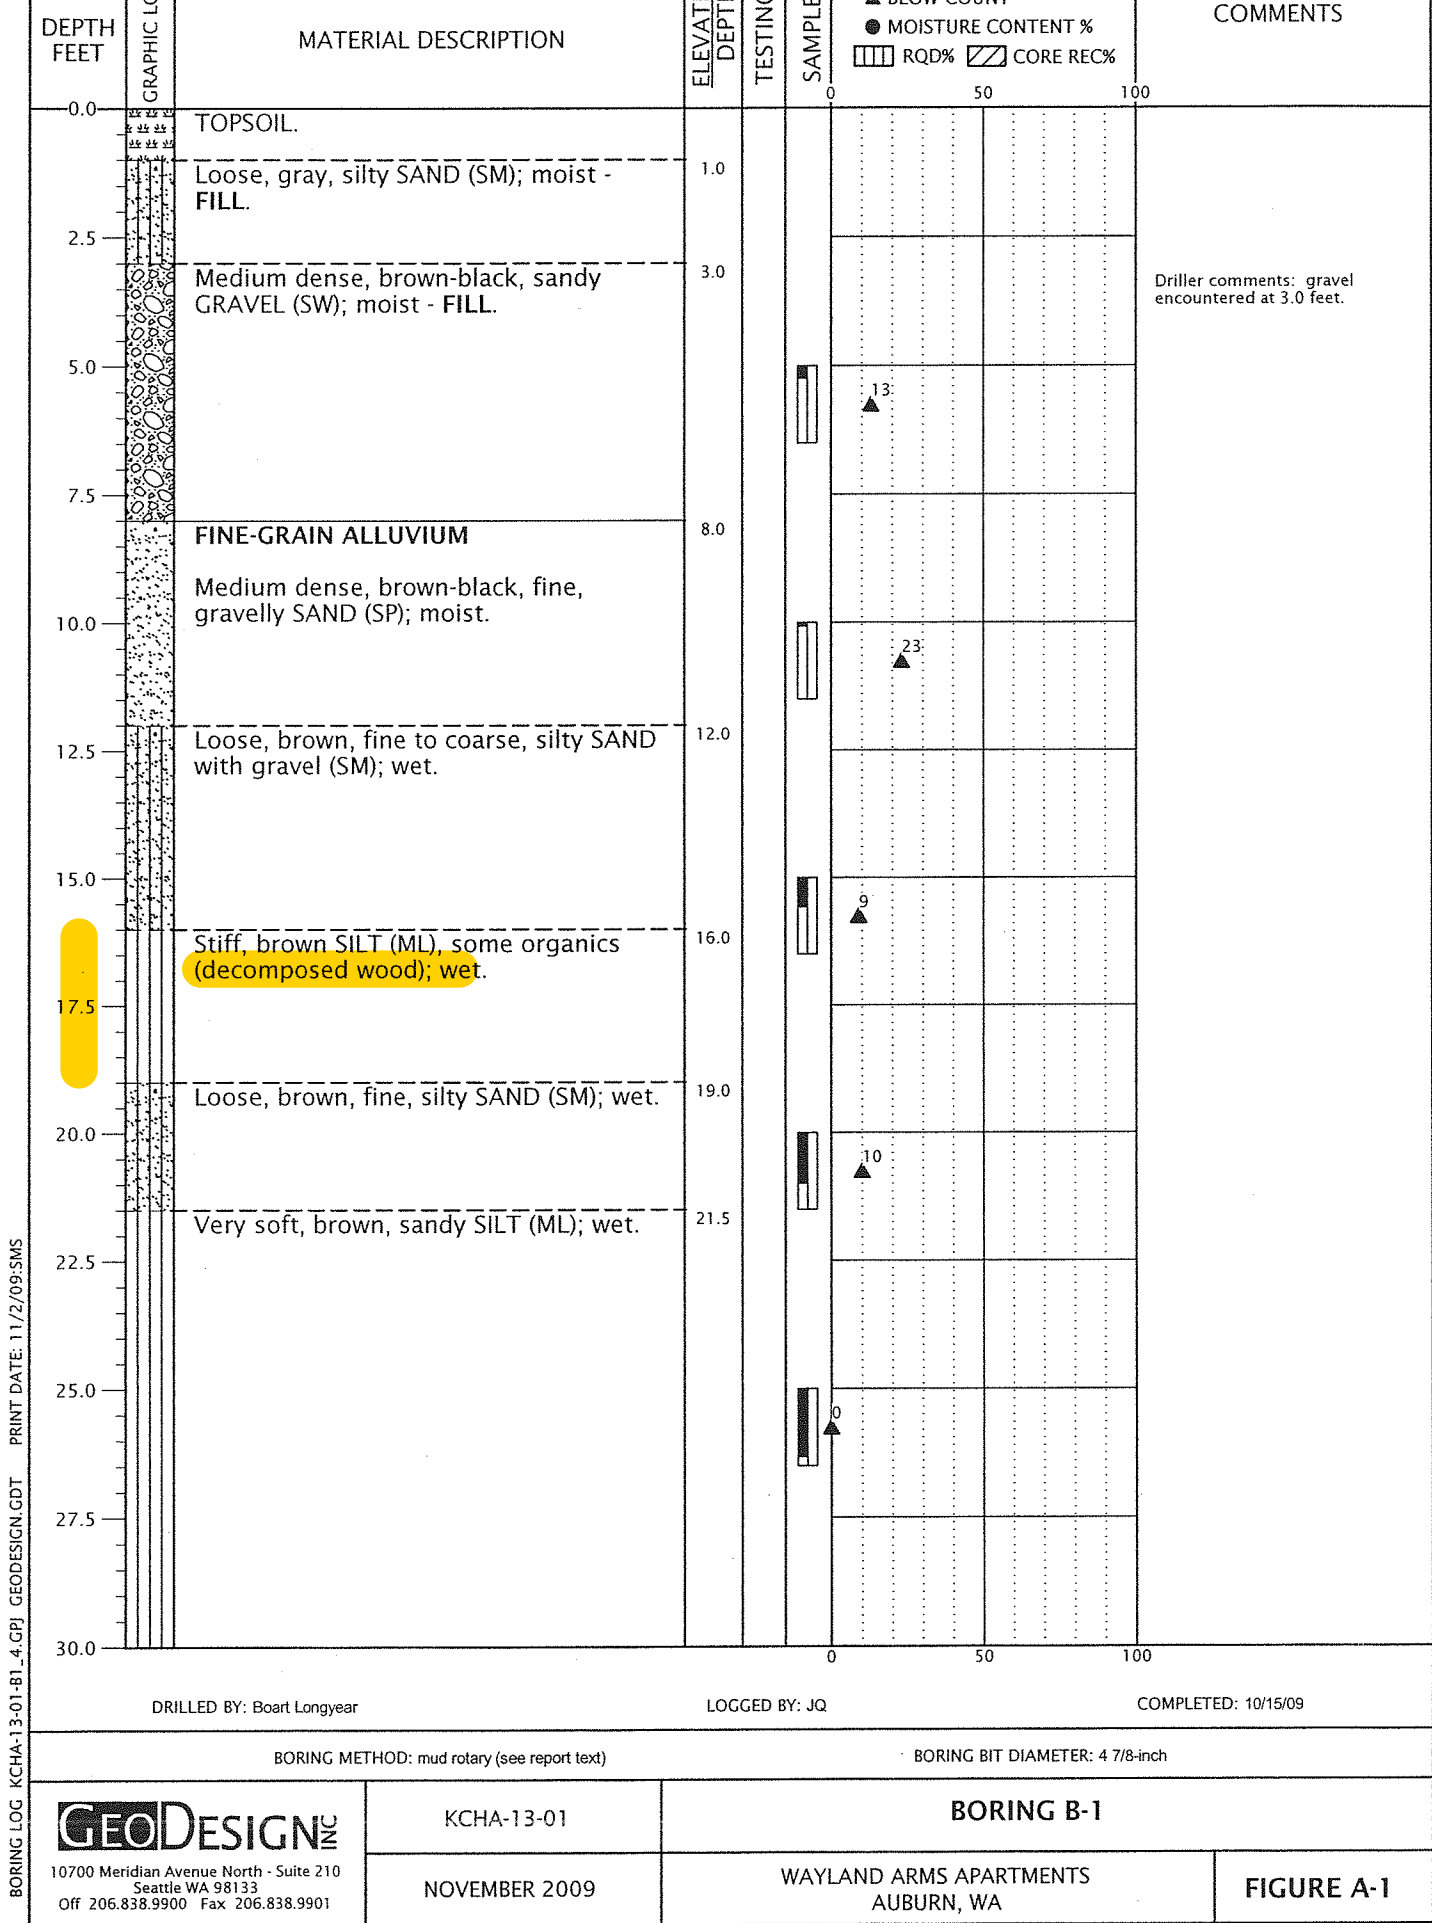 BLOW COUNT
DEPTH
FEET
GRAPHIC
MATERIAL DESCRIPTION
TESTING
SAMPLE
● MOISTURE CONTENT %
RQD% CORE REC%
COMMENTS
0 50 100
0.0
TOPSOIL.
1.0
Loose, gray, silty SAND (SM); moist -
FILL.
2.5
3.0
Medium dense, brown-black, sandy
GRAVEL (SW); moist - FILL.
Driller comments: gravel
encountered at 3.0 feet.
5.0
13
7.5
8.0
FINE-GRAIN ALLUVIUM
Medium dense, brown-black, fine,
gravelly SAND (SP); moist.
10.0
23
12.0
Loose, brown, fine to coarse, silty SAND
with gravel (SM); wet.
12.5
15.0
9
16.0
Stiff, brown SILT (ML), some organics
(decomposed wood); wet.
17.5
19.0
Loose, brown, fine, silty SAND (SM); wet.
20.0
10
21.5
Very soft, brown, sandy SILT (ML); wet.
22.5
25.0
0
27.5
30.0
0 50 100
DRILLED BY: Boart Longyear
LOGGED BY: JQ
COMPLETED: 10/15/09
BORING METHOD: mud rotary (see report text)
BORING BIT DIAMETER: 4 7/8-inch
GEODESIGN INC
10700 Meridian Avenue North - Suite 210
Seattle WA 98133
Off 206.838.9900 Fax 206.838.9901
KCHA-13-01
NOVEMBER 2009
BORING B-1
WAYLAND ARMS APARTMENTS
AUBURN, WA
FIGURE A-1
BORING LOG KCHA-13-01-B1_4.GPJ GEODESIGN.GDT PRINT DATE: 11/2/09:SMS